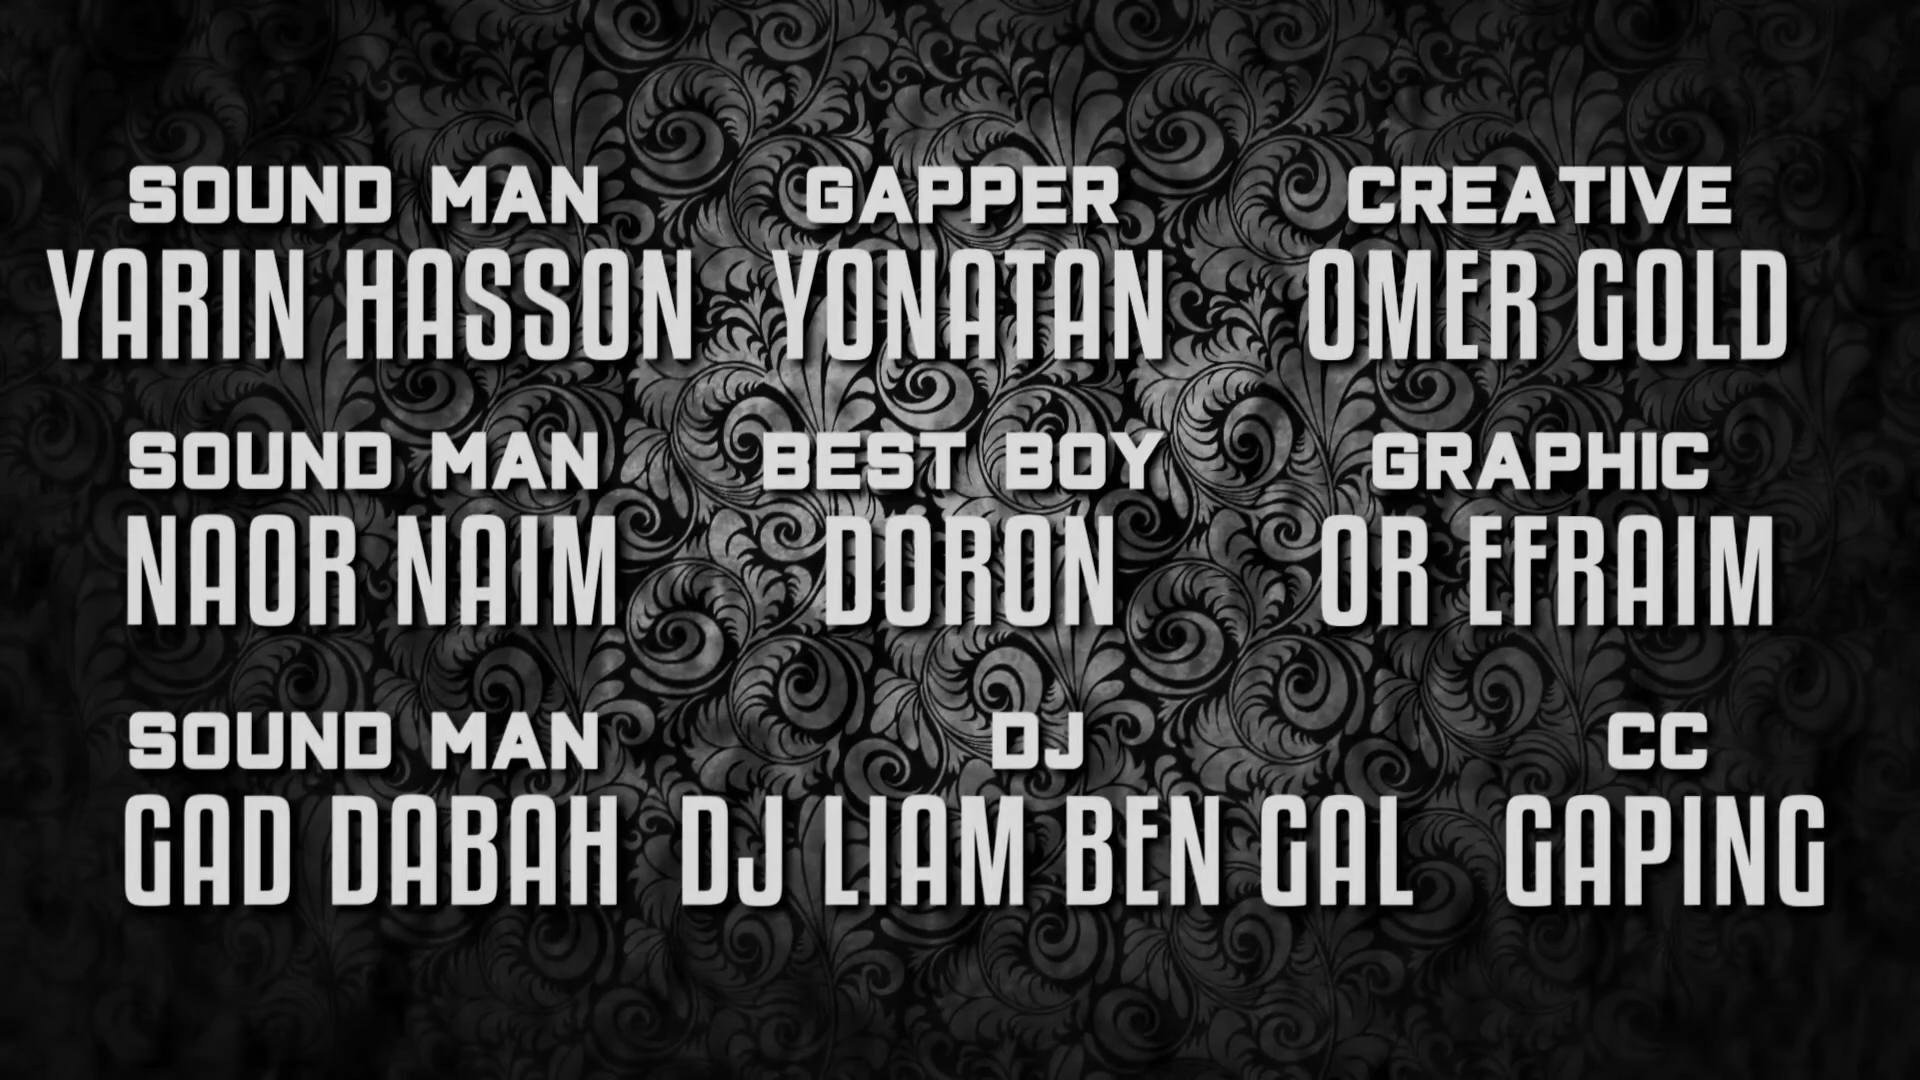 SOUND MAN
YARIN HASSON
GAPPER
YONATAN
CREATIVE
OMER GOLD
SOUND MAN
NAOR NAIM
BEST BOY
DORON
GRAPHIC
OR EFRAIM
SOUND MAN
GAD DABAH
DJ
DJ LIAM BEN GAL
CC
GAPING